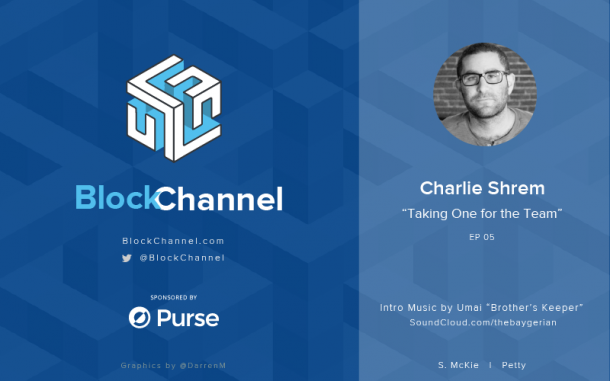 BlockChannel
BlockChannel.com
@BlockChannel
SPONSORED BY
Purse
Graphics by @DarrenM
Charlie Shrem
“Taking One for the Team”
EP 05
Intro Music by Umai “Brother's Keeper”
SoundCloud.com/thebaygerian
S. McKie | Petty